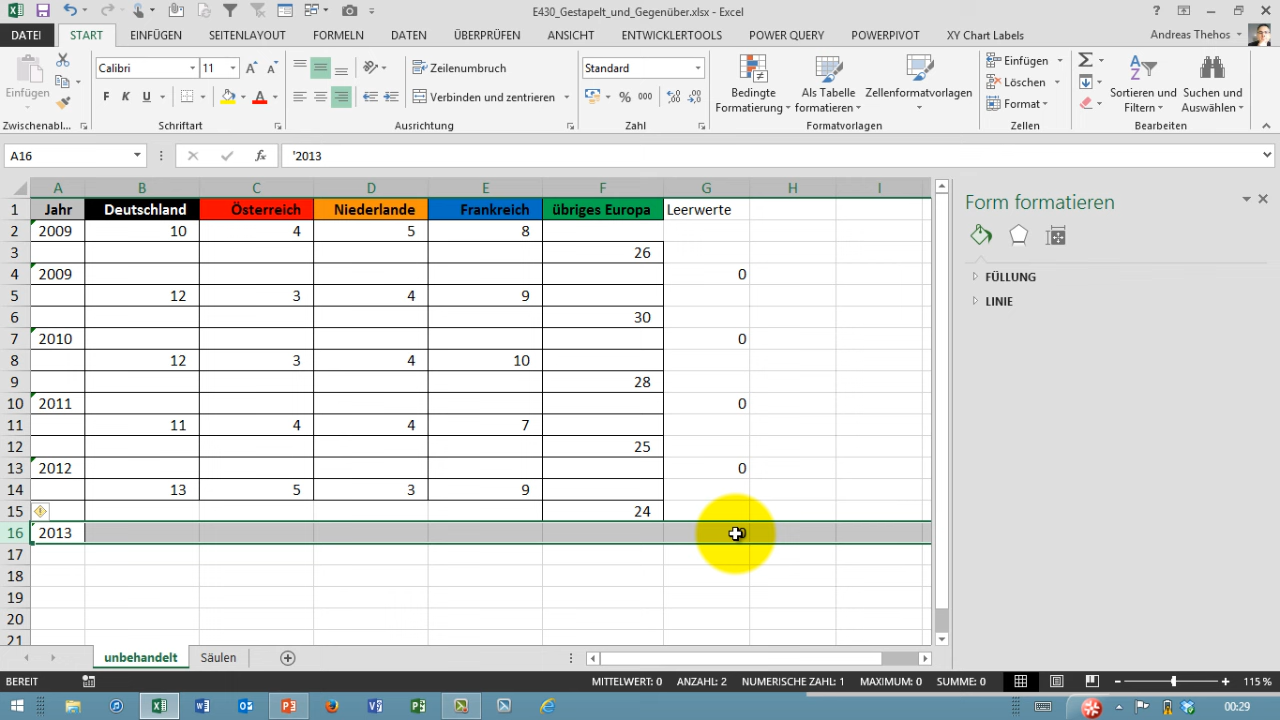 E430_Gestapelt_und_Gegenüber.xlsx - Excel
DATEI START EINFÜGEN SEITENLAYOUT FORMELN DATEN ÜBERPRÜFEN ANSICHT ENTWICKLERTOOLS POWER QUERY POWERPIVOT XY Chart Labels Andreas Thehos
Einfügen
Calibri 11
F K U
Zeilenumbruch
Verbinden und zentrieren
Standard
% 000
Bedingte Formatierung
Als Tabelle formatieren
Zellenformatvorlagen
Einfügen
Löschen
Format
Sortieren und Filtern
Suchen und Auswählen
Zwischenabl... Schriftart Ausrichtung Zahl Formatvorlagen Zellen Bearbeiten
A16 fx '2013
A B C D E F G H I
1 Jahr Deutschland Österreich Niederlande Frankreich übriges Europa Leerwerte
2 2009 10 4 5 8
3 26
4 2009 0
5 12 3 4 9
6 30
7 2010 0
8 12 3 4 10
9 28
10 2011 0
11 11 4 4 7
12 25
13 2012 0
14 13 5 3 9
15 24
16 2013 0
17
18
19
20
21
Form formatieren
FÜLLUNG
LINIE
unbehandelt Säulen
BEREIT MITTELWERT: 0 ANZAHL: 2 NUMERISCHE ZAHL: 1 MAXIMUM: 0 SUMME: 0 115 %
00:29